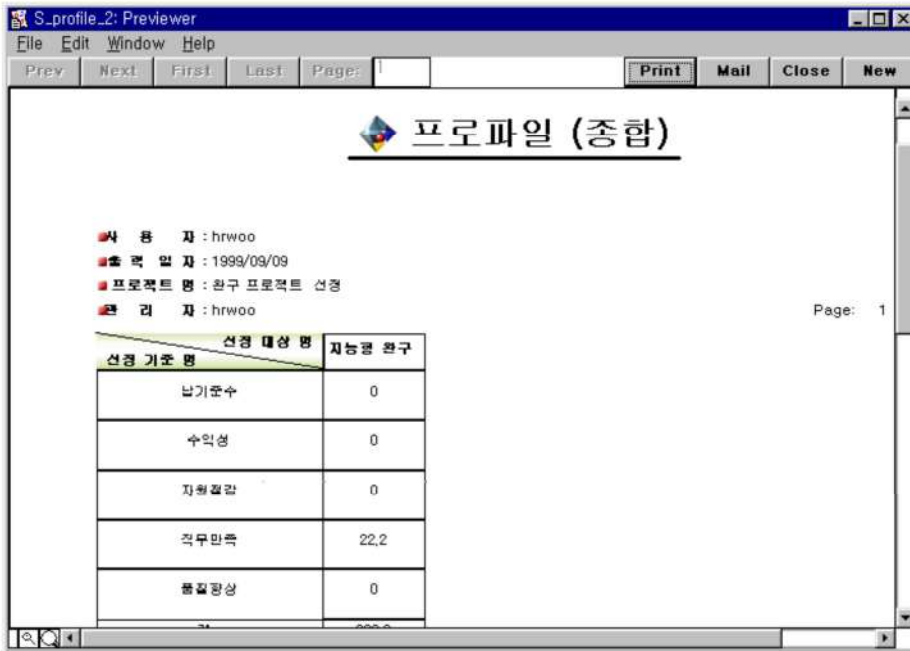 S_profile_2: Previewer
File Edit Window Help
Prev Next First Last Page: 1 Print Mail Close New
프로파일 (종합)
사 용 자 : hrwoo
출 력 일 자 : 1999/09/09
프로젝트 명 : 완구 프로젝트 선정
관 리 자 : hrwoo
Page: 1
선정 대상 명
선정 기준 명
지능형 완구
납기준수 0
수익성 0
자원절감 0
직무만족 22.2
품질향상 0